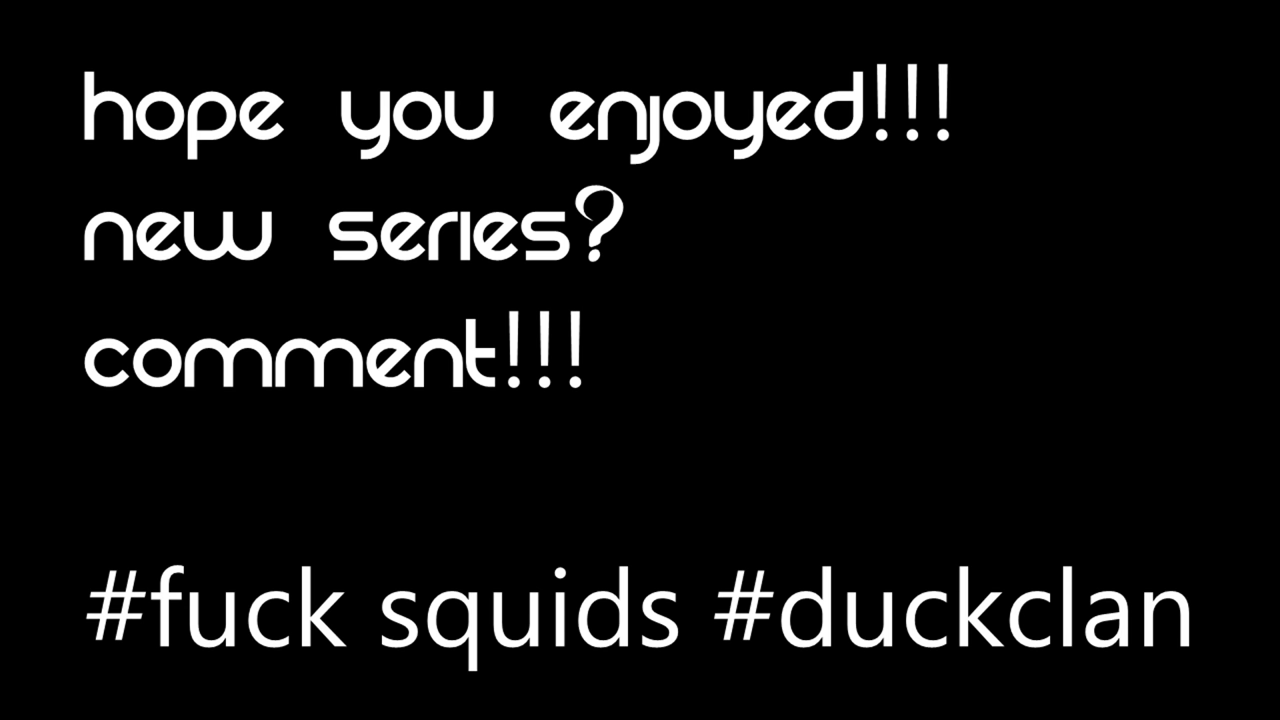 hope you enjoyed!!!
new series?
comment!!!
#fuck squids #duckclan